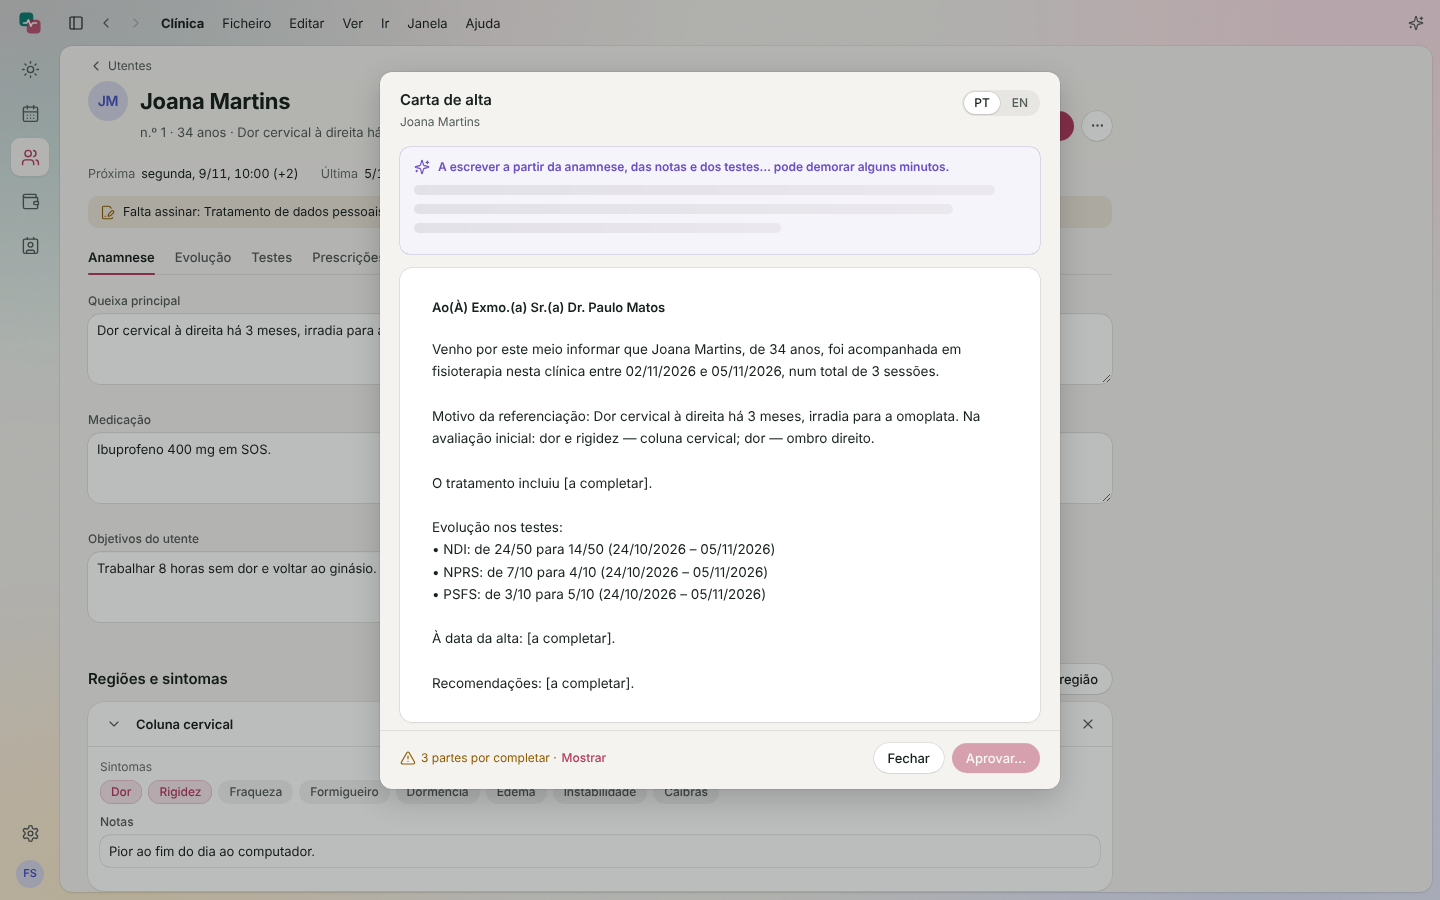 Clínica Ficheiro Editar Ver Ir Janela Ajuda
Utentes
JM
Joana Martins
n.º 1 · 34 anos · Dor cervical à direita há
Próxima segunda, 9/11, 10:00 (+2) Última 5/1
Falta assinar: Tratamento de dados pessoais
Anamnese Evolução Testes Prescrições
Queixa principal
Dor cervical à direita há 3 meses, irradia para a
Medicação
Ibuprofeno 400 mg em SOS.
Objetivos do utente
Trabalhar 8 horas sem dor e voltar ao ginásio.
Regiões e sintomas
região
Coluna cervical
Sintomas
Dor Rigidez Fraqueza Formigueiro Dormência Edema Instabilidade Cãibras
Notas
Pior ao fim do dia ao computador.
FS
Carta de alta
Joana Martins
PT EN
A escrever a partir da anamnese, das notas e dos testes… pode demorar alguns minutos.
Ao(À) Exmo.(a) Sr.(a) Dr. Paulo Matos
Venho por este meio informar que Joana Martins, de 34 anos, foi acompanhada em
fisioterapia nesta clínica entre 02/11/2026 e 05/11/2026, num total de 3 sessões.
Motivo da referenciação: Dor cervical à direita há 3 meses, irradia para a omoplata. Na
avaliação inicial: dor e rigidez — coluna cervical; dor — ombro direito.
O tratamento incluiu [a completar].
Evolução nos testes:
• NDI: de 24/50 para 14/50 (24/10/2026 – 05/11/2026)
• NPRS: de 7/10 para 4/10 (24/10/2026 – 05/11/2026)
• PSFS: de 3/10 para 5/10 (24/10/2026 – 05/11/2026)
À data da alta: [a completar].
Recomendações: [a completar].
3 partes por completar · Mostrar
Fechar Aprovar…